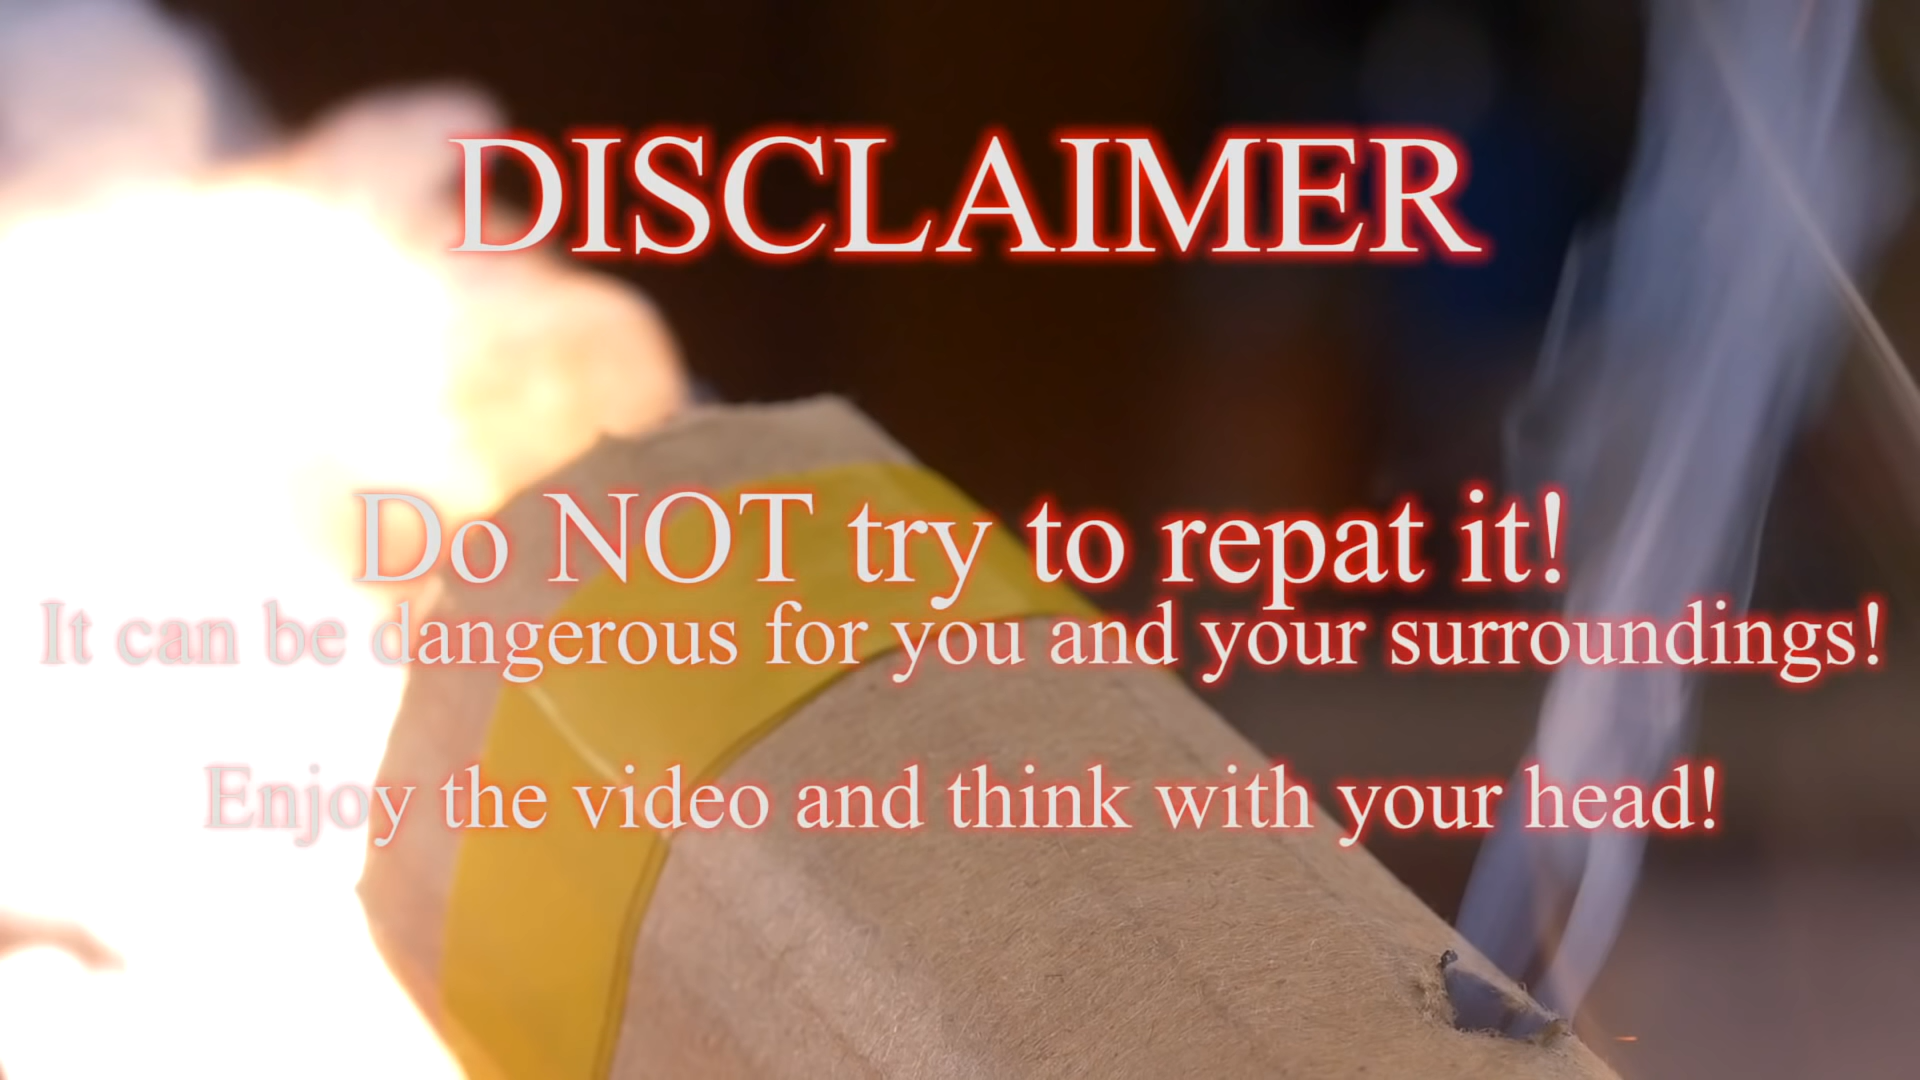 DISCLAIMER
Do NOT try to repat it!
It can be dangerous for you and your surroundings!
Enjoy the video and think with your head!